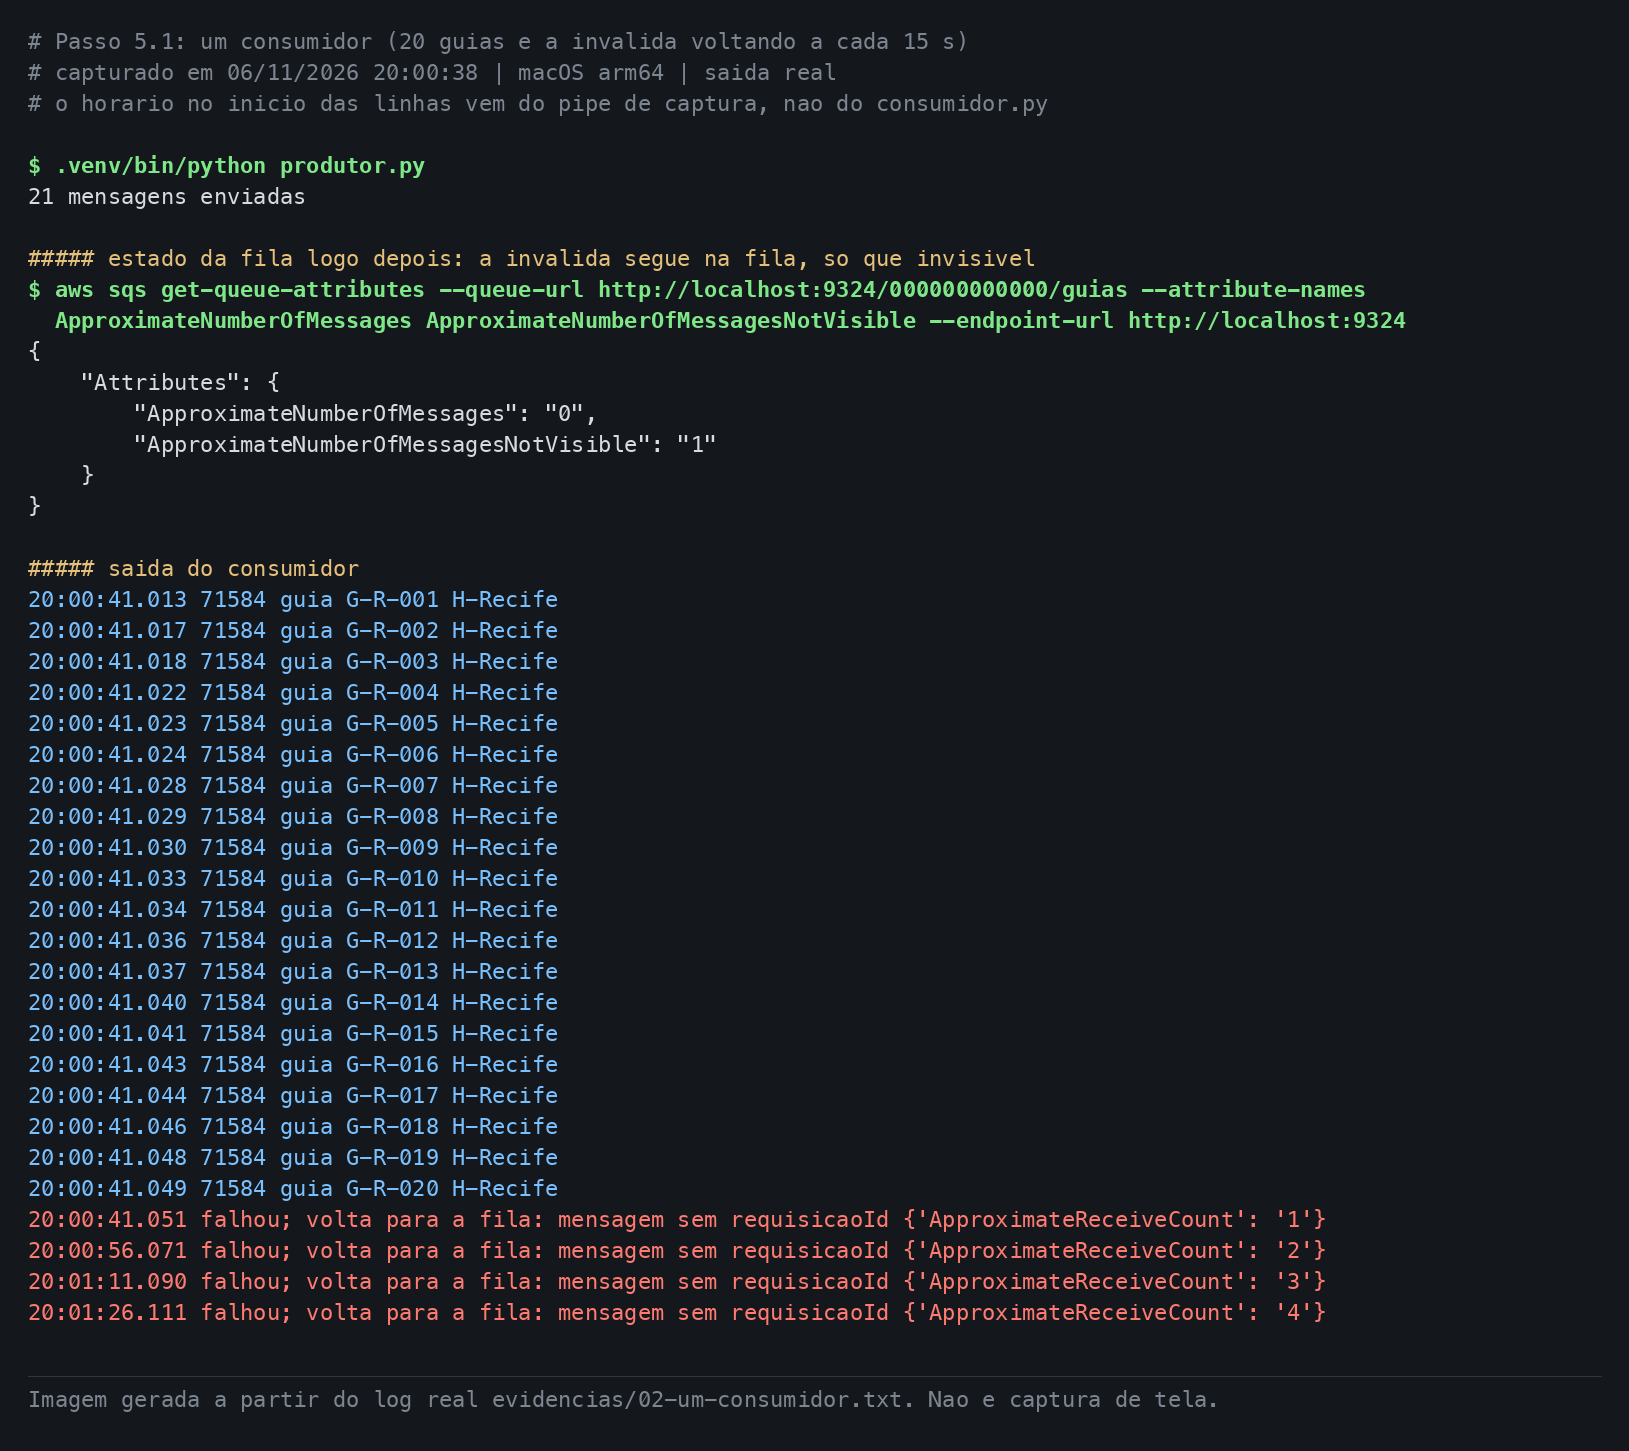 # Passo 5.1: um consumidor (20 guias e a invalida voltando a cada 15 s)
# capturado em 06/11/2026 20:00:38 | macOS arm64 | saida real
# o horario no inicio das linhas vem do pipe de captura, nao do consumidor.py
$ .venv/bin/python produtor.py
21 mensagens enviadas
##### estado da fila logo depois: a invalida segue na fila, so que invisivel
$ aws sqs get-queue-attributes --queue-url http://localhost:9324/000000000000/guias --attribute-names
  ApproximateNumberOfMessages ApproximateNumberOfMessagesNotVisible --endpoint-url http://localhost:9324
{
    "Attributes": {
        "ApproximateNumberOfMessages": "0",
        "ApproximateNumberOfMessagesNotVisible": "1"
    }
}
##### saida do consumidor
20:00:41.013 71584 guia G-R-001 H-Recife
20:00:41.017 71584 guia G-R-002 H-Recife
20:00:41.018 71584 guia G-R-003 H-Recife
20:00:41.022 71584 guia G-R-004 H-Recife
20:00:41.023 71584 guia G-R-005 H-Recife
20:00:41.024 71584 guia G-R-006 H-Recife
20:00:41.028 71584 guia G-R-007 H-Recife
20:00:41.029 71584 guia G-R-008 H-Recife
20:00:41.030 71584 guia G-R-009 H-Recife
20:00:41.033 71584 guia G-R-010 H-Recife
20:00:41.034 71584 guia G-R-011 H-Recife
20:00:41.036 71584 guia G-R-012 H-Recife
20:00:41.037 71584 guia G-R-013 H-Recife
20:00:41.040 71584 guia G-R-014 H-Recife
20:00:41.041 71584 guia G-R-015 H-Recife
20:00:41.043 71584 guia G-R-016 H-Recife
20:00:41.044 71584 guia G-R-017 H-Recife
20:00:41.046 71584 guia G-R-018 H-Recife
20:00:41.048 71584 guia G-R-019 H-Recife
20:00:41.049 71584 guia G-R-020 H-Recife
20:00:41.051 falhou; volta para a fila: mensagem sem requisicaoId {'ApproximateReceiveCount': '1'}
20:00:56.071 falhou; volta para a fila: mensagem sem requisicaoId {'ApproximateReceiveCount': '2'}
20:01:11.090 falhou; volta para a fila: mensagem sem requisicaoId {'ApproximateReceiveCount': '3'}
20:01:26.111 falhou; volta para a fila: mensagem sem requisicaoId {'ApproximateReceiveCount': '4'}
Imagem gerada a partir do log real evidencias/02-um-consumidor.txt. Nao e captura de tela.